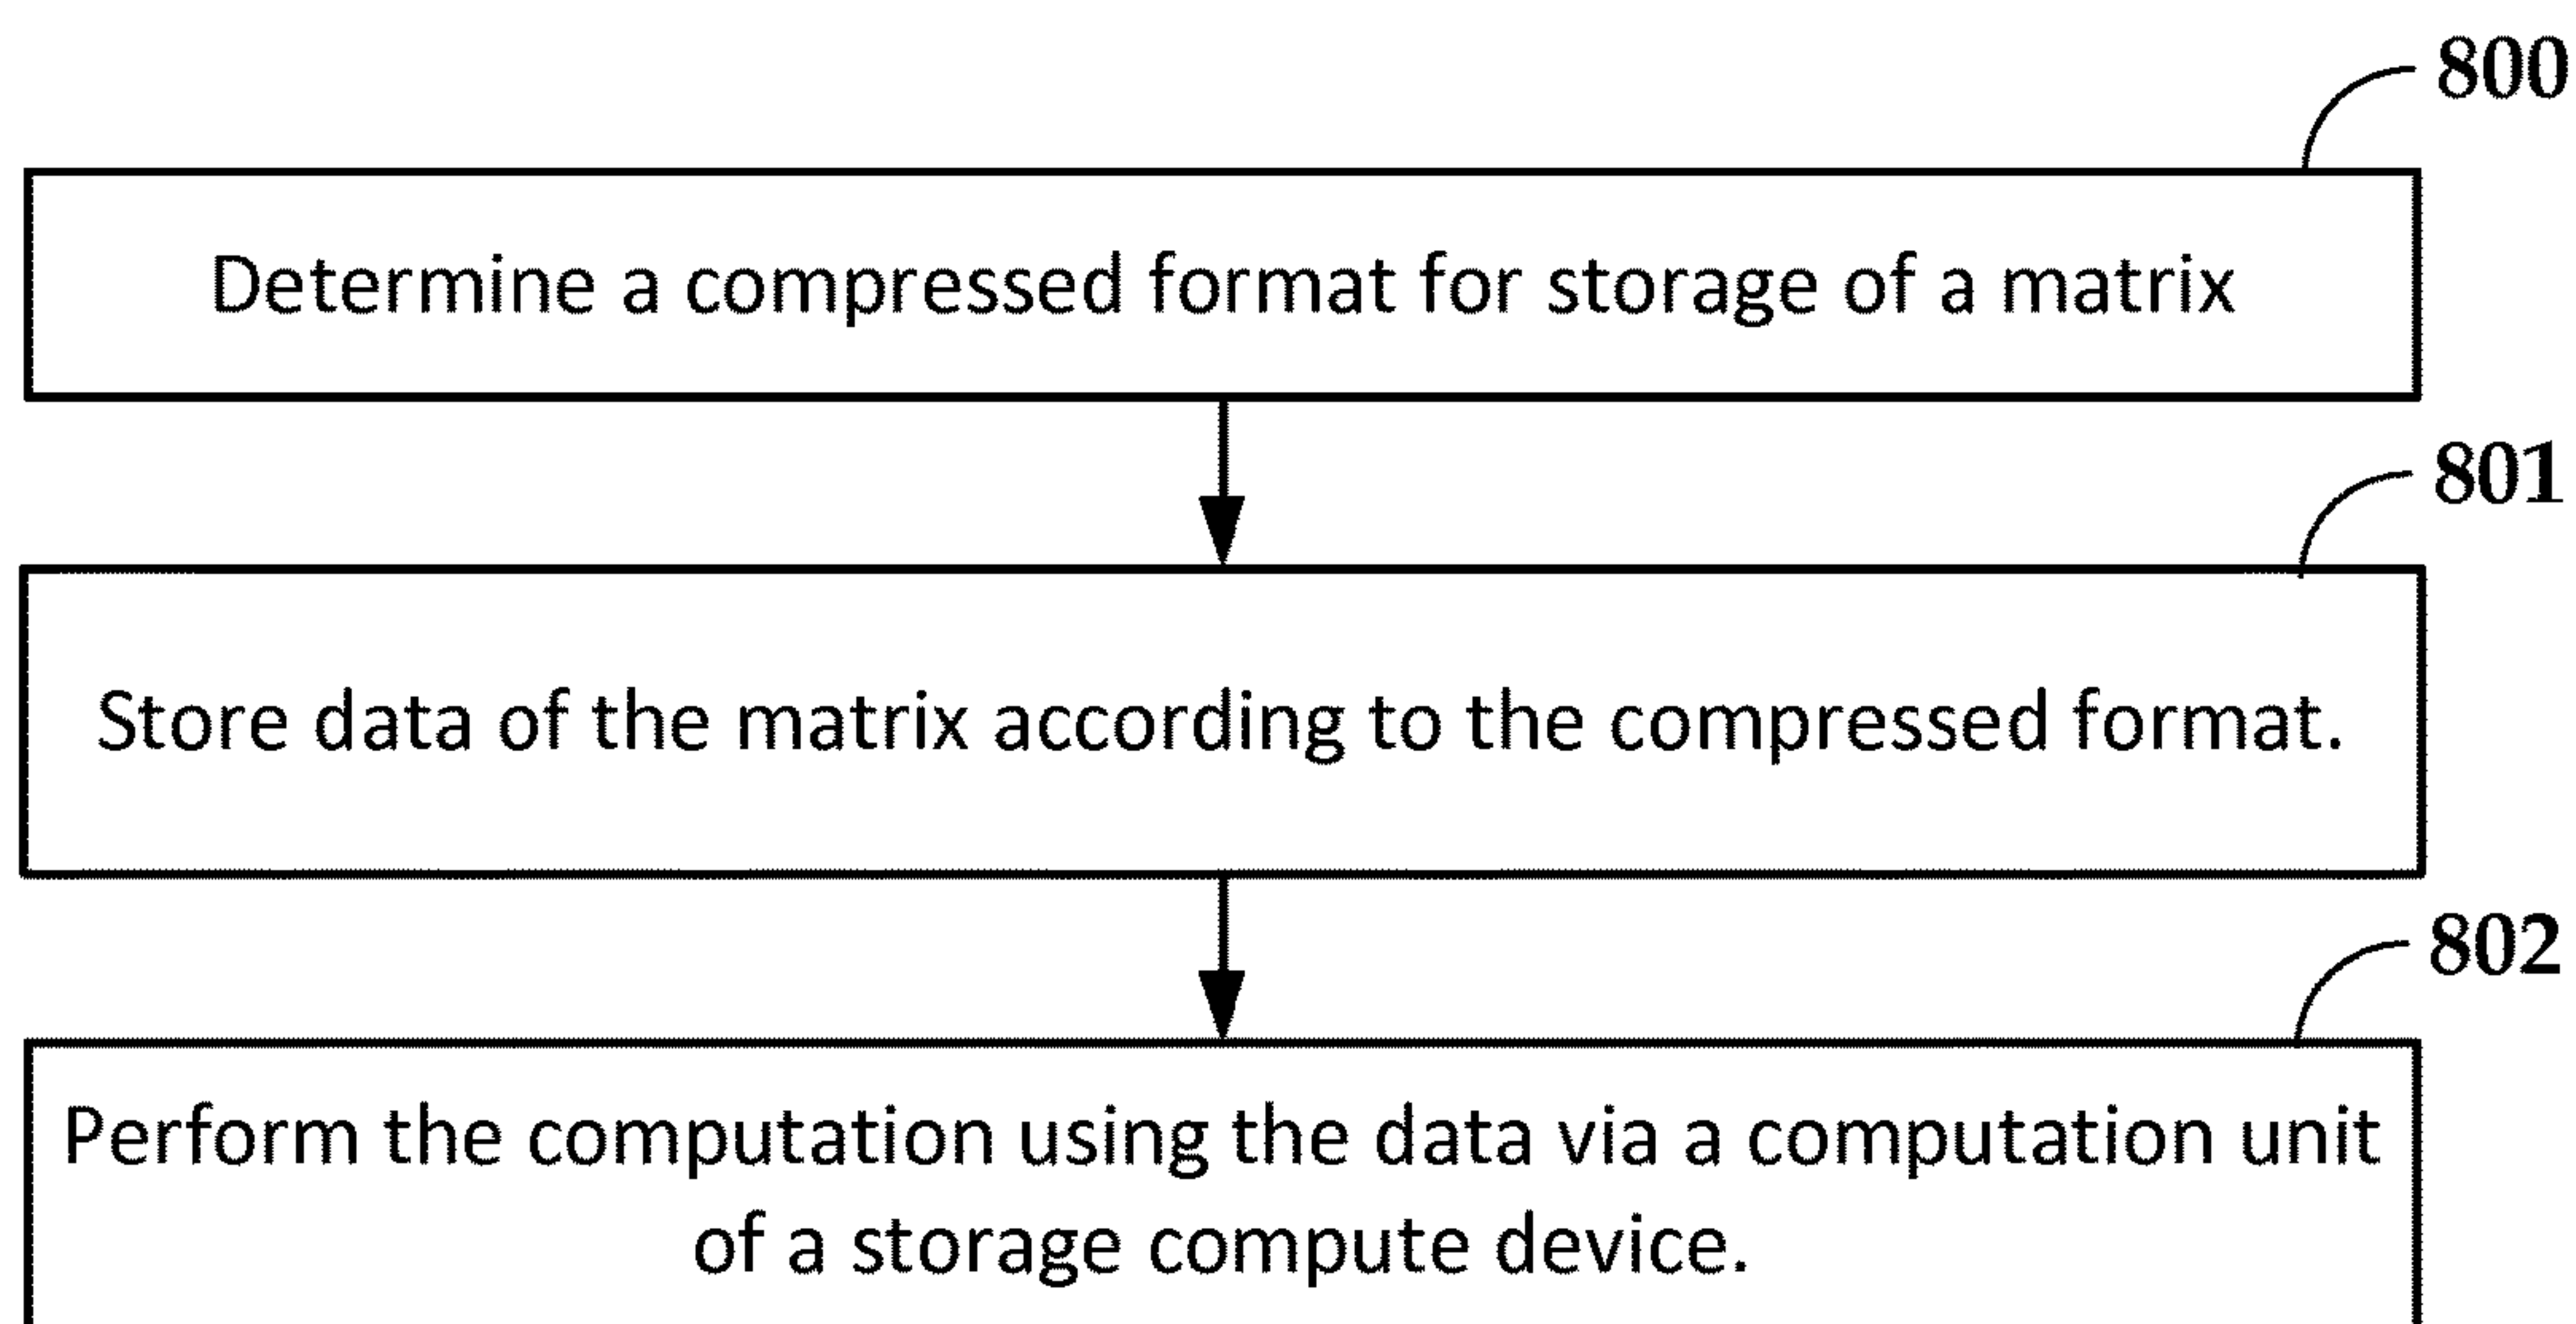 800
Determine a compressed format for storage of a matrix
801
Store data of the matrix according to the compressed format.
802
Perform the computation using the data via a computation unit
of a storage compute device.